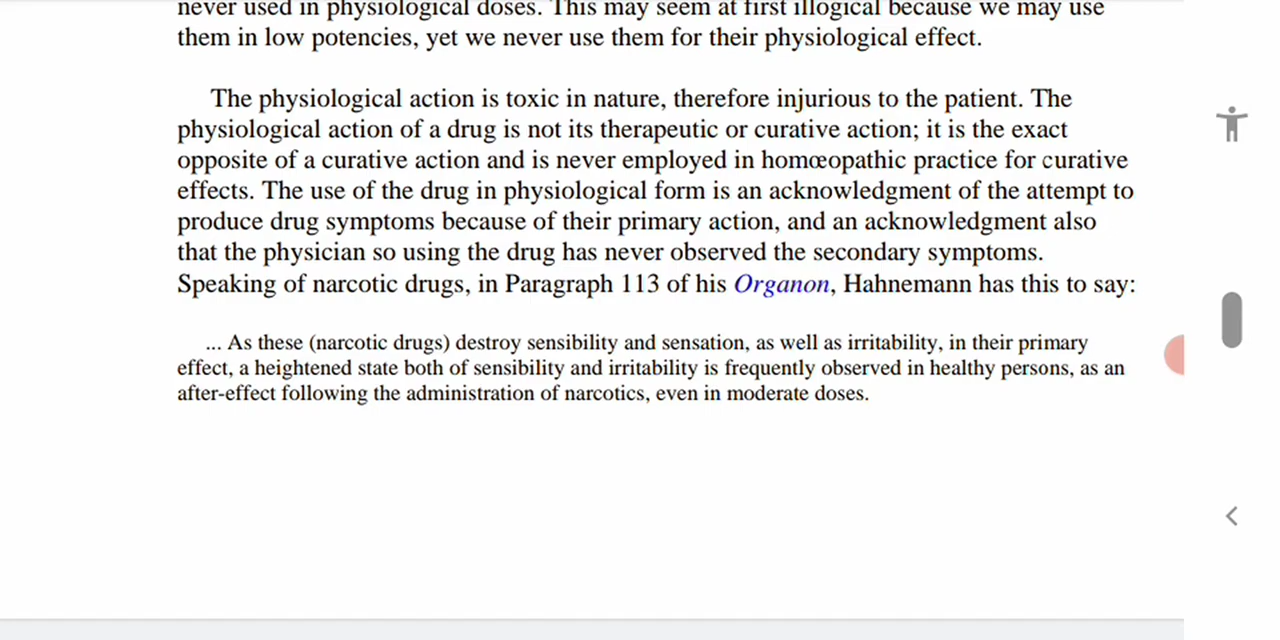 never used in physiological doses. This may seem at first illogical because we may use
them in low potencies, yet we never use them for their physiological effect.
The physiological action is toxic in nature, therefore injurious to the patient. The
physiological action of a drug is not its therapeutic or curative action; it is the exact
opposite of a curative action and is never employed in homœopathic practice for curative
effects. The use of the drug in physiological form is an acknowledgment of the attempt to
produce drug symptoms because of their primary action, and an acknowledgment also
that the physician so using the drug has never observed the secondary symptoms.
Speaking of narcotic drugs, in Paragraph 113 of his Organon, Hahnemann has this to say:
... As these (narcotic drugs) destroy sensibility and sensation, as well as irritability, in their primary
effect, a heightened state both of sensibility and irritability is frequently observed in healthy persons, as an
after-effect following the administration of narcotics, even in moderate doses.